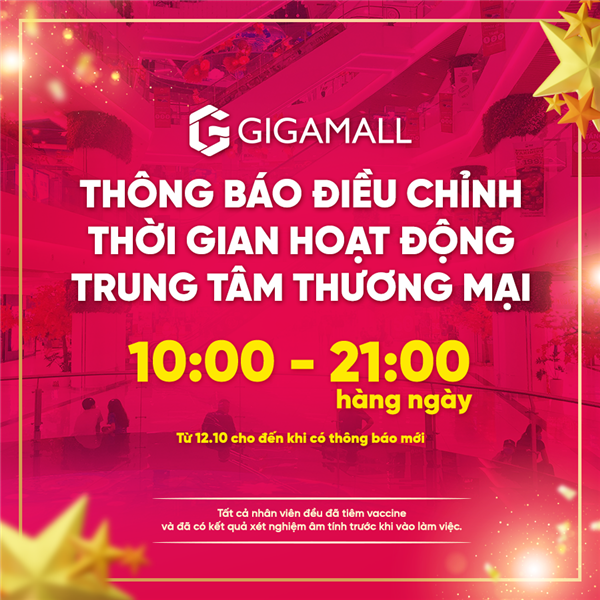 GIGAMALL
THÔNG BÁO ĐIỀU CHỈNH
THỜI GIAN HOẠT ĐỘNG
TRUNG TÂM THƯƠNG MẠI
10:00 - 21:00
hàng ngày
Từ 12.10 cho đến khi có thông báo mới
Tất cả nhân viên đều đã tiêm vaccine
và đã có kết quả xét nghiệm âm tính trước khi vào làm việc.